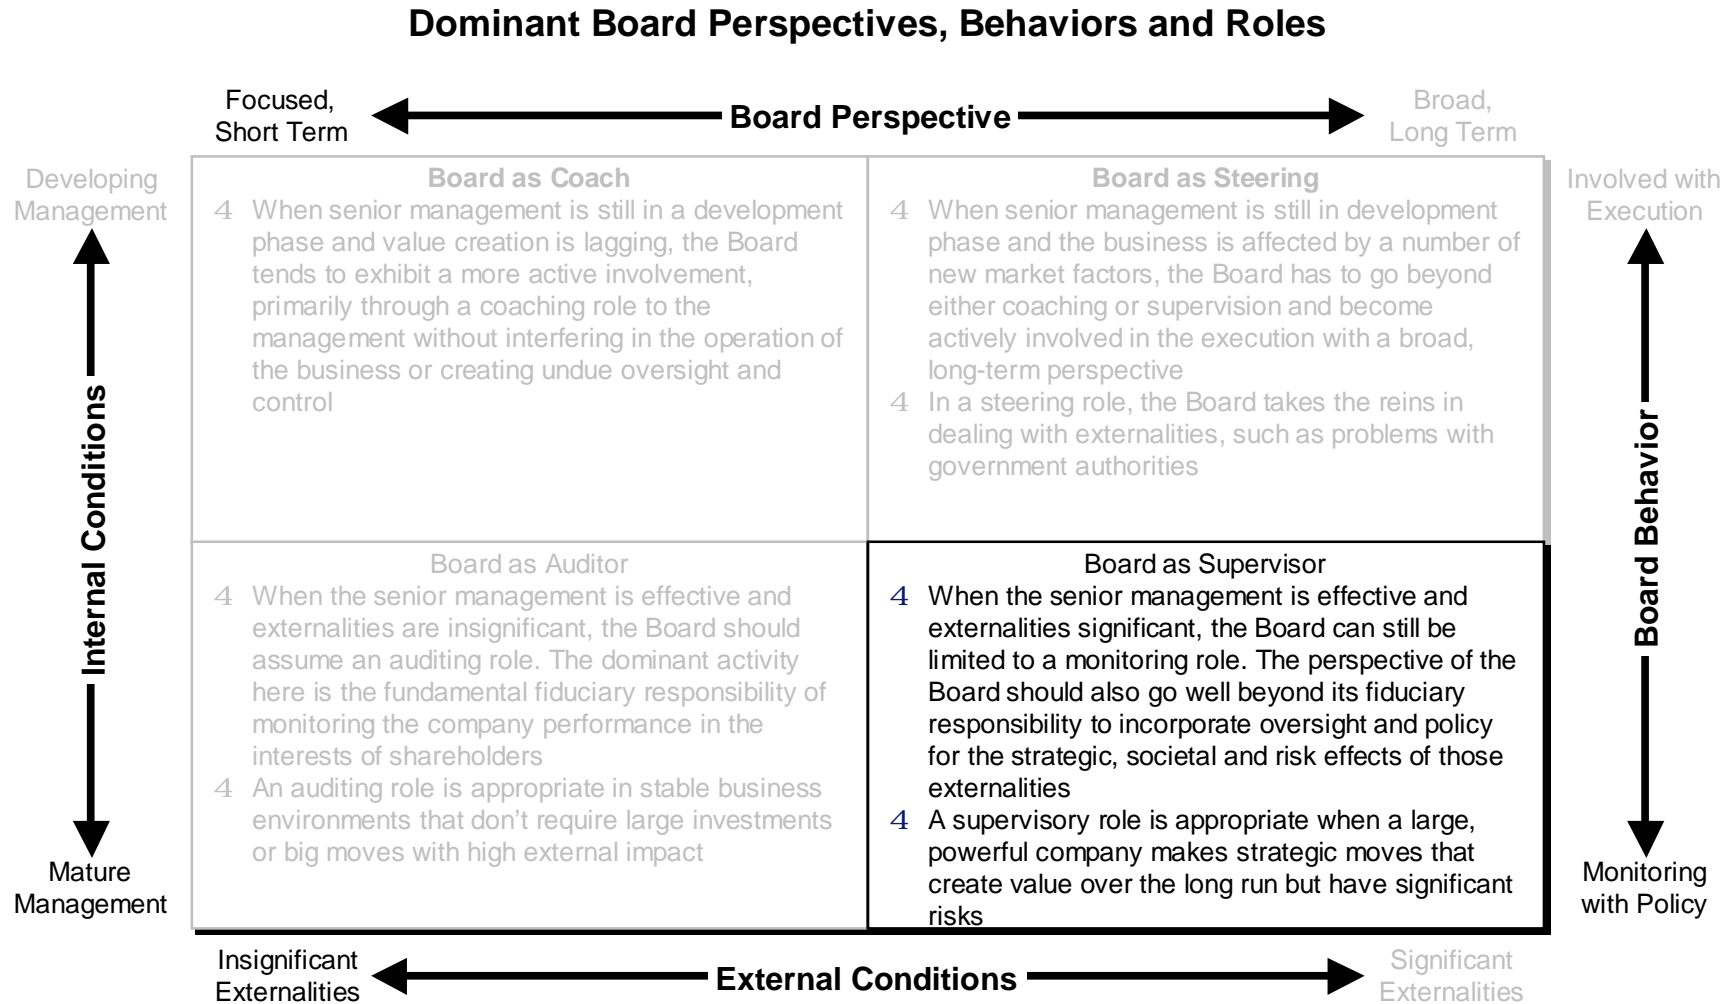 Dominant Board Perspectives, Behaviors and Roles
Focused,
Short Term
Board Perspective
Broad,
Long Term
Developing
Management
Involved with
Execution
Board as Coach
4 When senior management is still in a development
phase and value creation is lagging, the Board
tends to exhibit a more active involvement,
primarily through a coaching role to the
management without interfering in the operation of
the business or creating undue oversight and
control
Board as Steering
4 When senior management is still in development
phase and the business is affected by a number of
new market factors, the Board has to go beyond
either coaching or supervision and become
actively involved in the execution with a broad,
long-term perspective
4 In a steering role, the Board takes the reins in
dealing with externalities, such as problems with
government authorities
Internal Conditions
Board Behavior
Board as Auditor
4 When the senior management is effective and
externalities are insignificant, the Board should
assume an auditing role. The dominant activity
here is the fundamental fiduciary responsibility of
monitoring the company performance in the
interests of shareholders
4 An auditing role is appropriate in stable business
environments that don’t require large investments
or big moves with high external impact
Board as Supervisor
4 When the senior management is effective and
externalities significant, the Board can still be
limited to a monitoring role. The perspective of the
Board should also go well beyond its fiduciary
responsibility to incorporate oversight and policy
for the strategic, societal and risk effects of those
externalities
4 A supervisory role is appropriate when a large,
powerful company makes strategic moves that
create value over the long run but have significant
risks
Mature
Management
Monitoring
with Policy
Insignificant
Externalities
External Conditions
Significant
Externalities